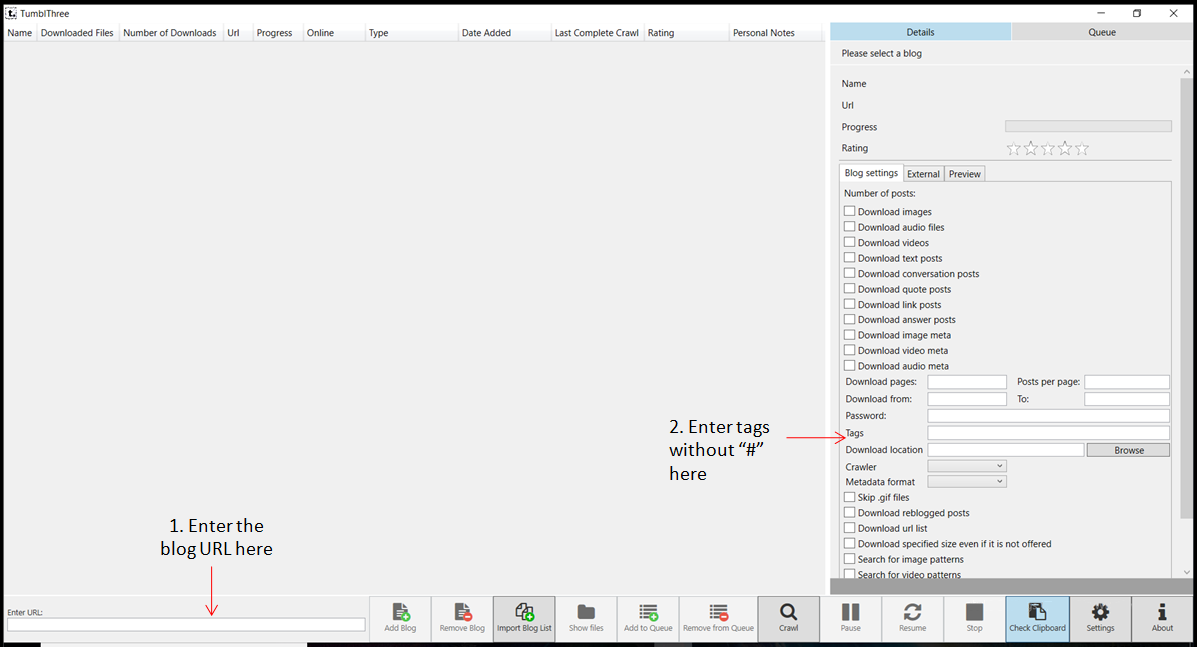 TumblThree
Name Downloaded Files Number of Downloads Url Progress Online Type Date Added Last Complete Crawl Rating Personal Notes
Details Queue
Please select a blog
Name
Url
Progress
Rating
Blog settings External Preview
Number of posts:
Download images
Download audio files
Download videos
Download text posts
Download conversation posts
Download quote posts
Download link posts
Download answer posts
Download image meta
Download video meta
Download audio meta
Download pages: Posts per page:
Download from: To:
Password:
Tags
Download location Browse
Crawler
Metadata format
Skip .gif files
Download reblogged posts
Download url list
Download specified size even if it is not offered
Search for image patterns
Search for video patterns
2. Enter tags
without “#”
here
1. Enter the
blog URL here
Enter URL:
Add Blog Remove Blog Import Blog List Show files Add to Queue Remove from Queue Crawl Pause Resume Stop Check Clipboard Settings About